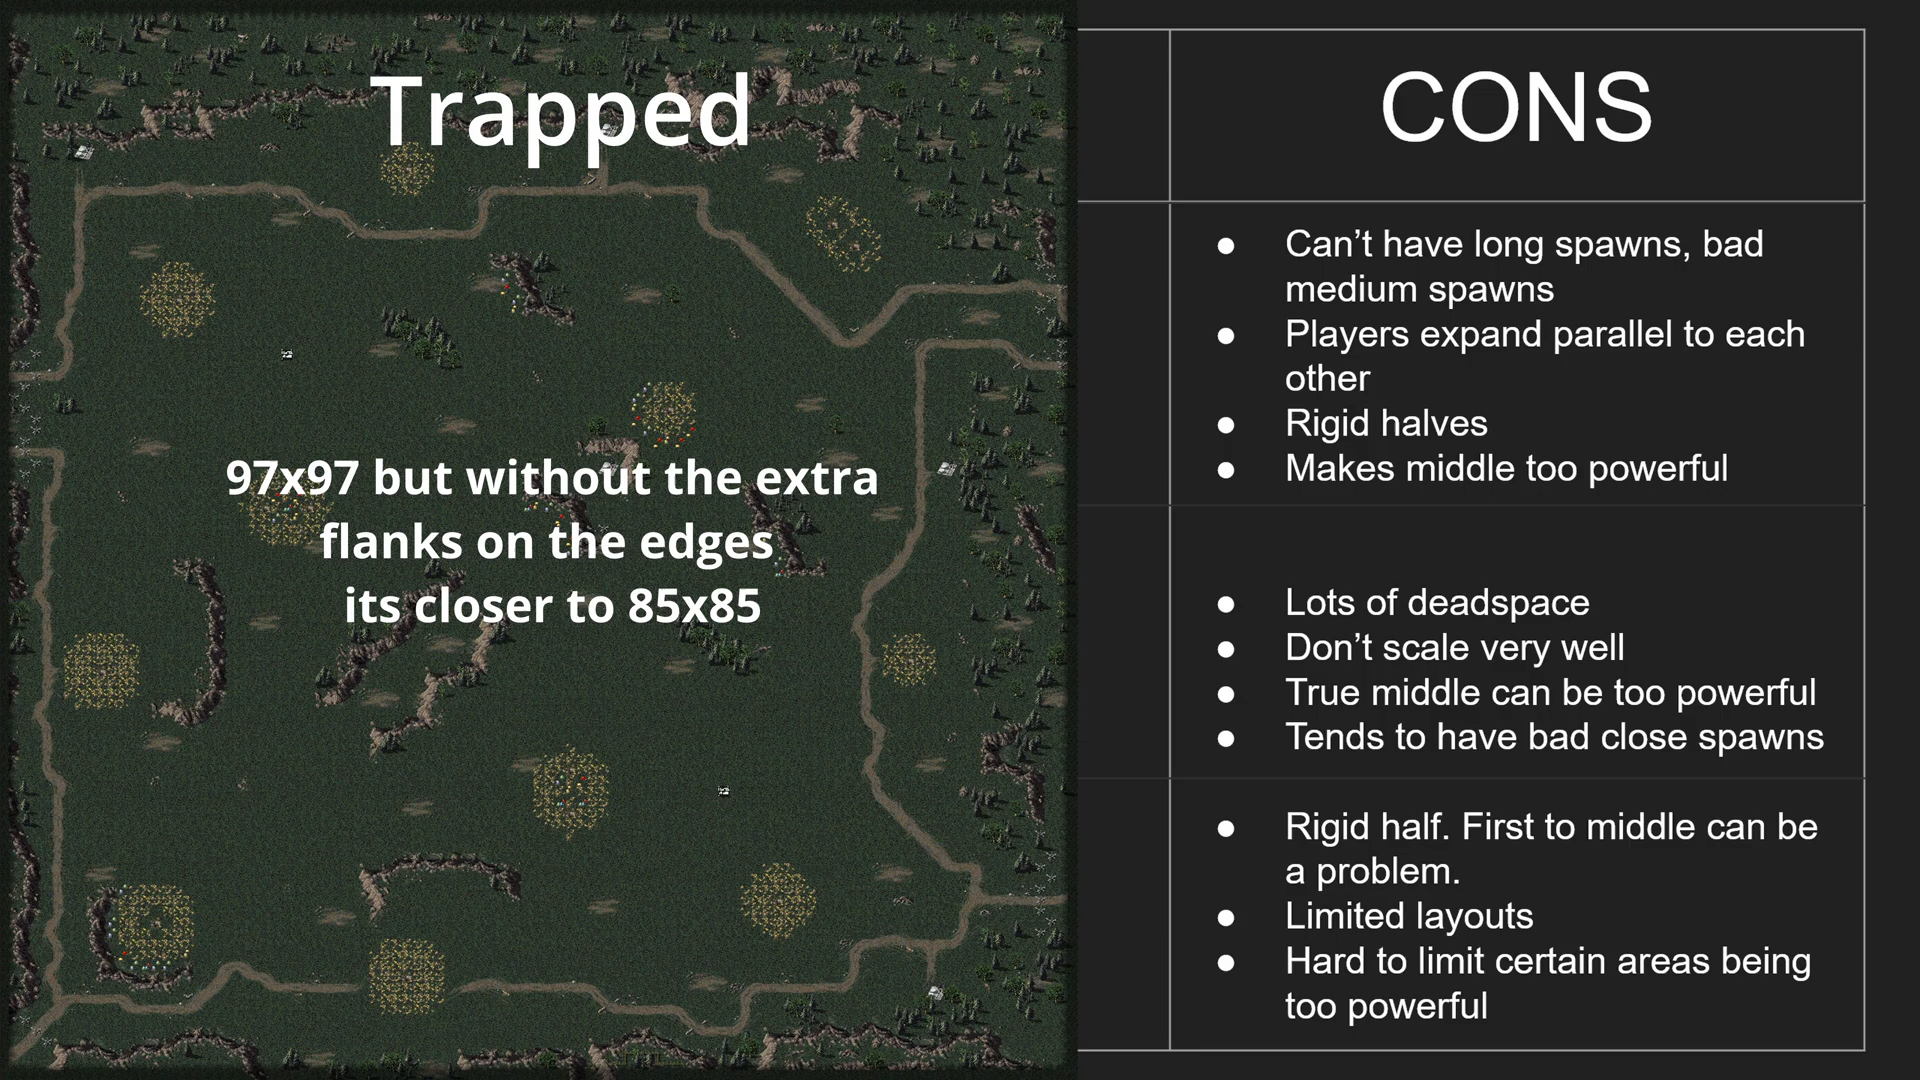 Trapped
97x97 but without the extra
flanks on the edges
its closer to 85x85
CONS
● Can’t have long spawns, bad
medium spawns
● Players expand parallel to each
other
● Rigid halves
● Makes middle too powerful
● Lots of deadspace
● Don’t scale very well
● True middle can be too powerful
● Tends to have bad close spawns
● Rigid half. First to middle can be
a problem.
● Limited layouts
● Hard to limit certain areas being
too powerful